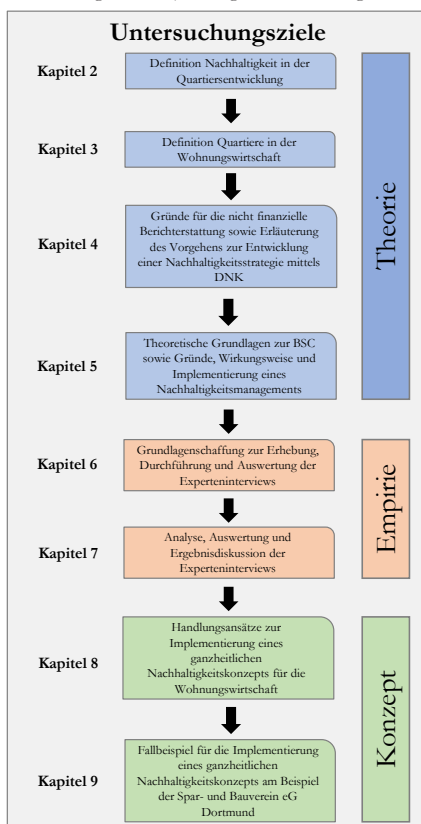 Untersuchungsziele
Kapitel 2
Definition Nachhaltigkeit in der
Quartiersentwicklung
Kapitel 3
Definition Quartiere in der
Wohnungswirtschaft
Kapitel 4
Gründe für die nicht finanzielle
Berichterstattung sowie Erläuterung
des Vorgehens zur Entwicklung
einer Nachhaltigkeitsstrategie mittels
DNK
Kapitel 5
Theoretische Grundlagen zur BSC
sowie Gründe, Wirkungsweise und
Implementierung eines
Nachhaltigkeitsmanagements
Theorie
Kapitel 6
Grundlagenschaffung zur Erhebung,
Durchführung und Auswertung der
Experteninterviews
Kapitel 7
Analyse, Auswertung und
Ergebnisdiskussion der
Experteninterviews
Empirie
Kapitel 8
Handlungsansätze zur
Implementierung eines
ganzheitlichen
Nachhaltigkeitskonzepts für die
Wohnungswirtschaft
Kapitel 9
Fallbeispiel für die Implementierung
eines ganzheitlichen
Nachhaltigkeitskonzepts am Beispiel
der Spar- und Bauverein eG
Dortmund
Konzept